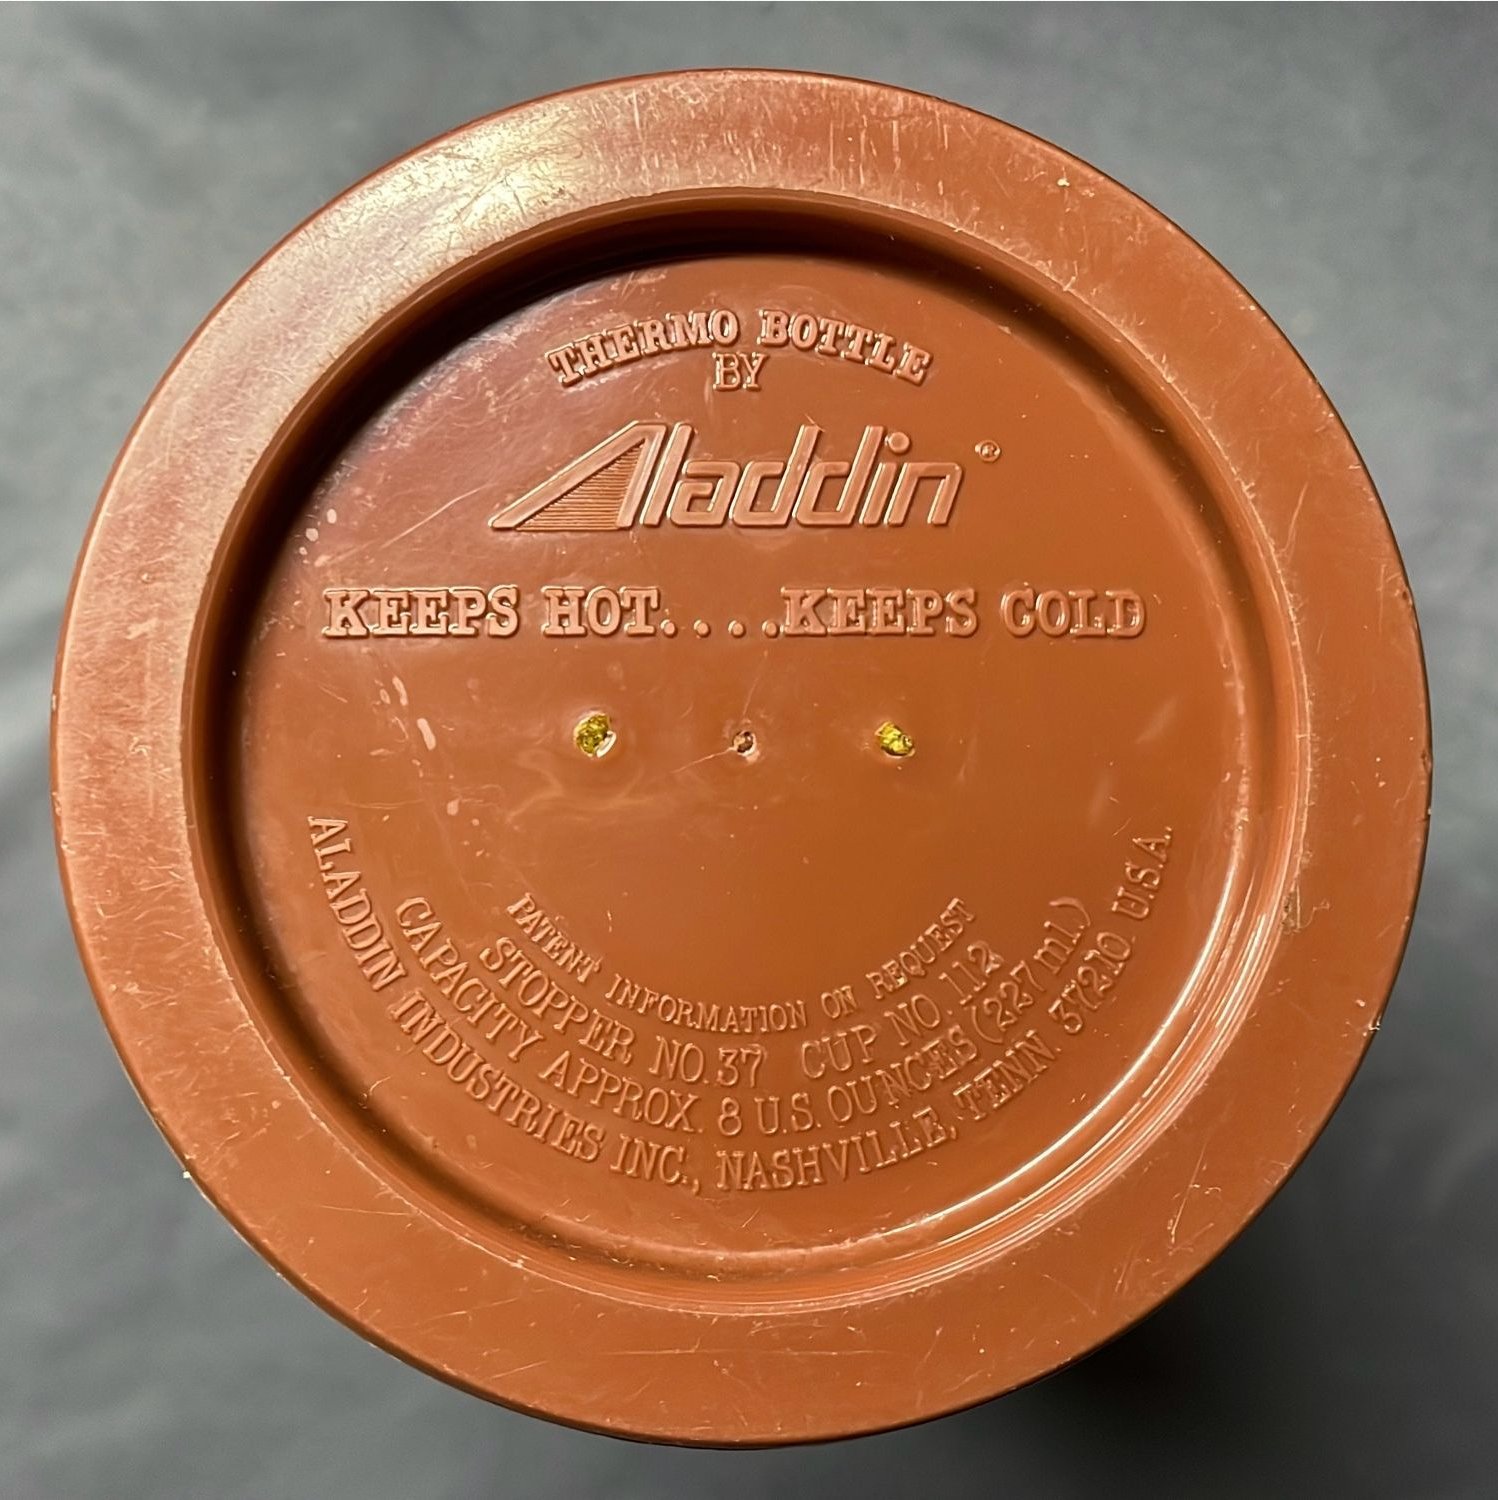 THERMO BOTTLE
BY
Aladdin ®
KEEPS HOT....KEEPS COLD
PATENT INFORMATION ON REQUEST
STOPPER NO. 37 CUP NO. 112
CAPACITY APPROX. 8 U.S. OUNCES (227 ml.)
ALADDIN INDUSTRIES INC., NASHVILLE, TENN. 37210 U.S.A.